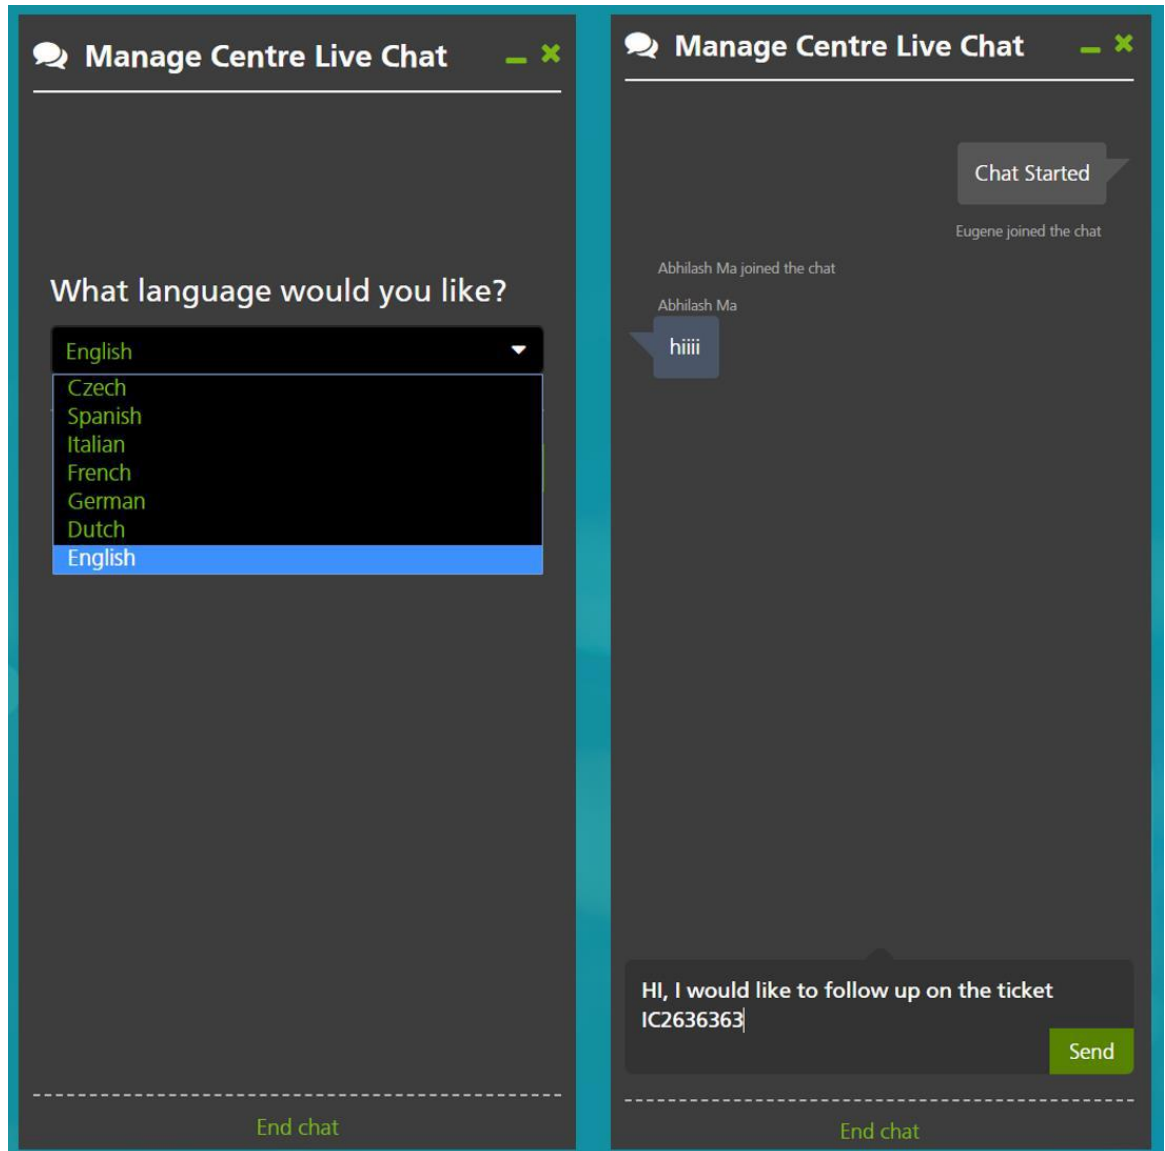 Manage Centre Live Chat
What language would you like?
English
Czech
Spanish
Italian
French
German
Dutch
English
End chat
Manage Centre Live Chat
Chat Started
Eugene joined the chat
Abhilash Ma joined the chat
Abhilash Ma
hiiii
HI, I would like to follow up on the ticket
IC2636363
Send
End chat